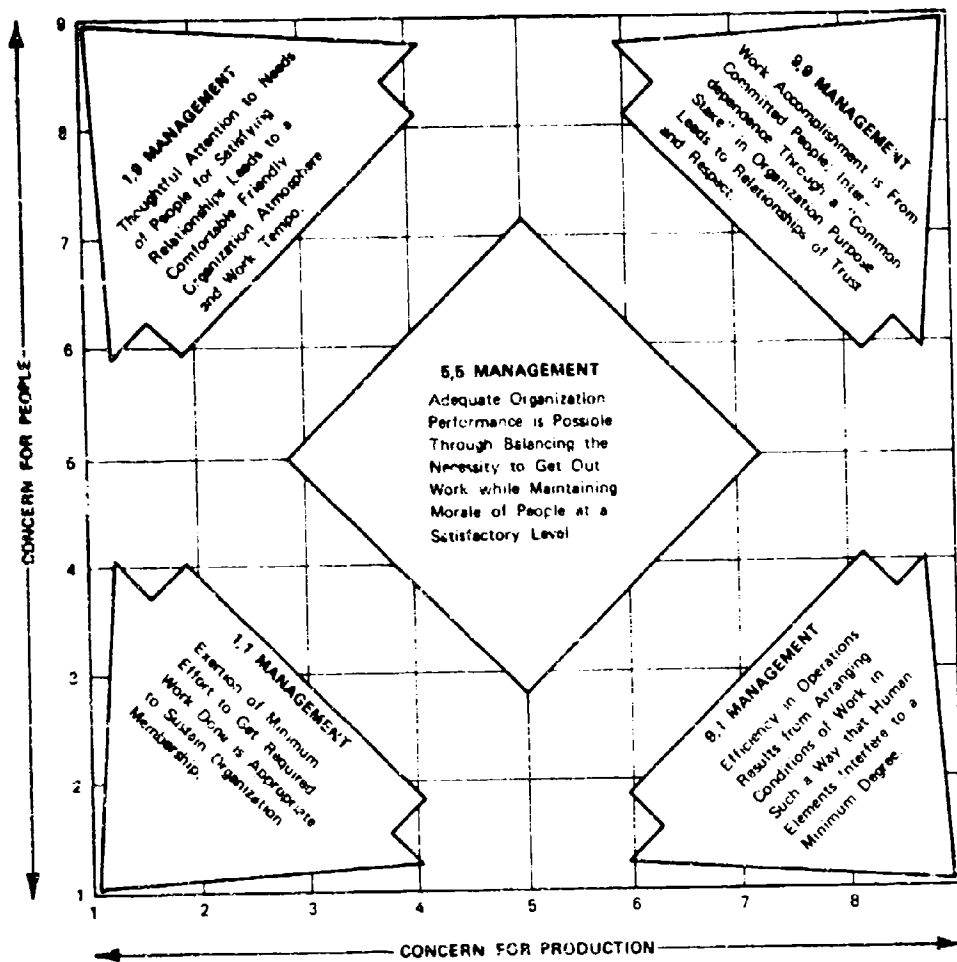 1,9 MANAGEMENT
Thoughtful Attention to Needs
of People for Satisfying
Relationships Leads to a
Comfortable Friendly
Organization Atmosphere
and Work Tempo.
9,9 MANAGEMENT
Work Accomplishment is From
Committed People; Inter-
dependence Through a "Common
Stake" in Organization Purpose
Leads to Relationships of Trust
and Respect.
5,5 MANAGEMENT
Adequate Organization
Performance is Possible
Through Balancing the
Necessity to Get Out
Work while Maintaining
Morale of People at a
Satisfactory Level
1,1 MANAGEMENT
Exertion of Minimum
Effort to Get Required
Work Done is Appropriate
to Sustain Organization
Membership.
9,1 MANAGEMENT
Efficiency in Operations
Results from Arranging
Conditions of Work in
Such a Way that Human
Elements Interfere to a
Minimum Degree.
CONCERN FOR PEOPLE
9
8
7
6
5
4
3
2
1
1 2 3 4 5 6 7 8
CONCERN FOR PRODUCTION